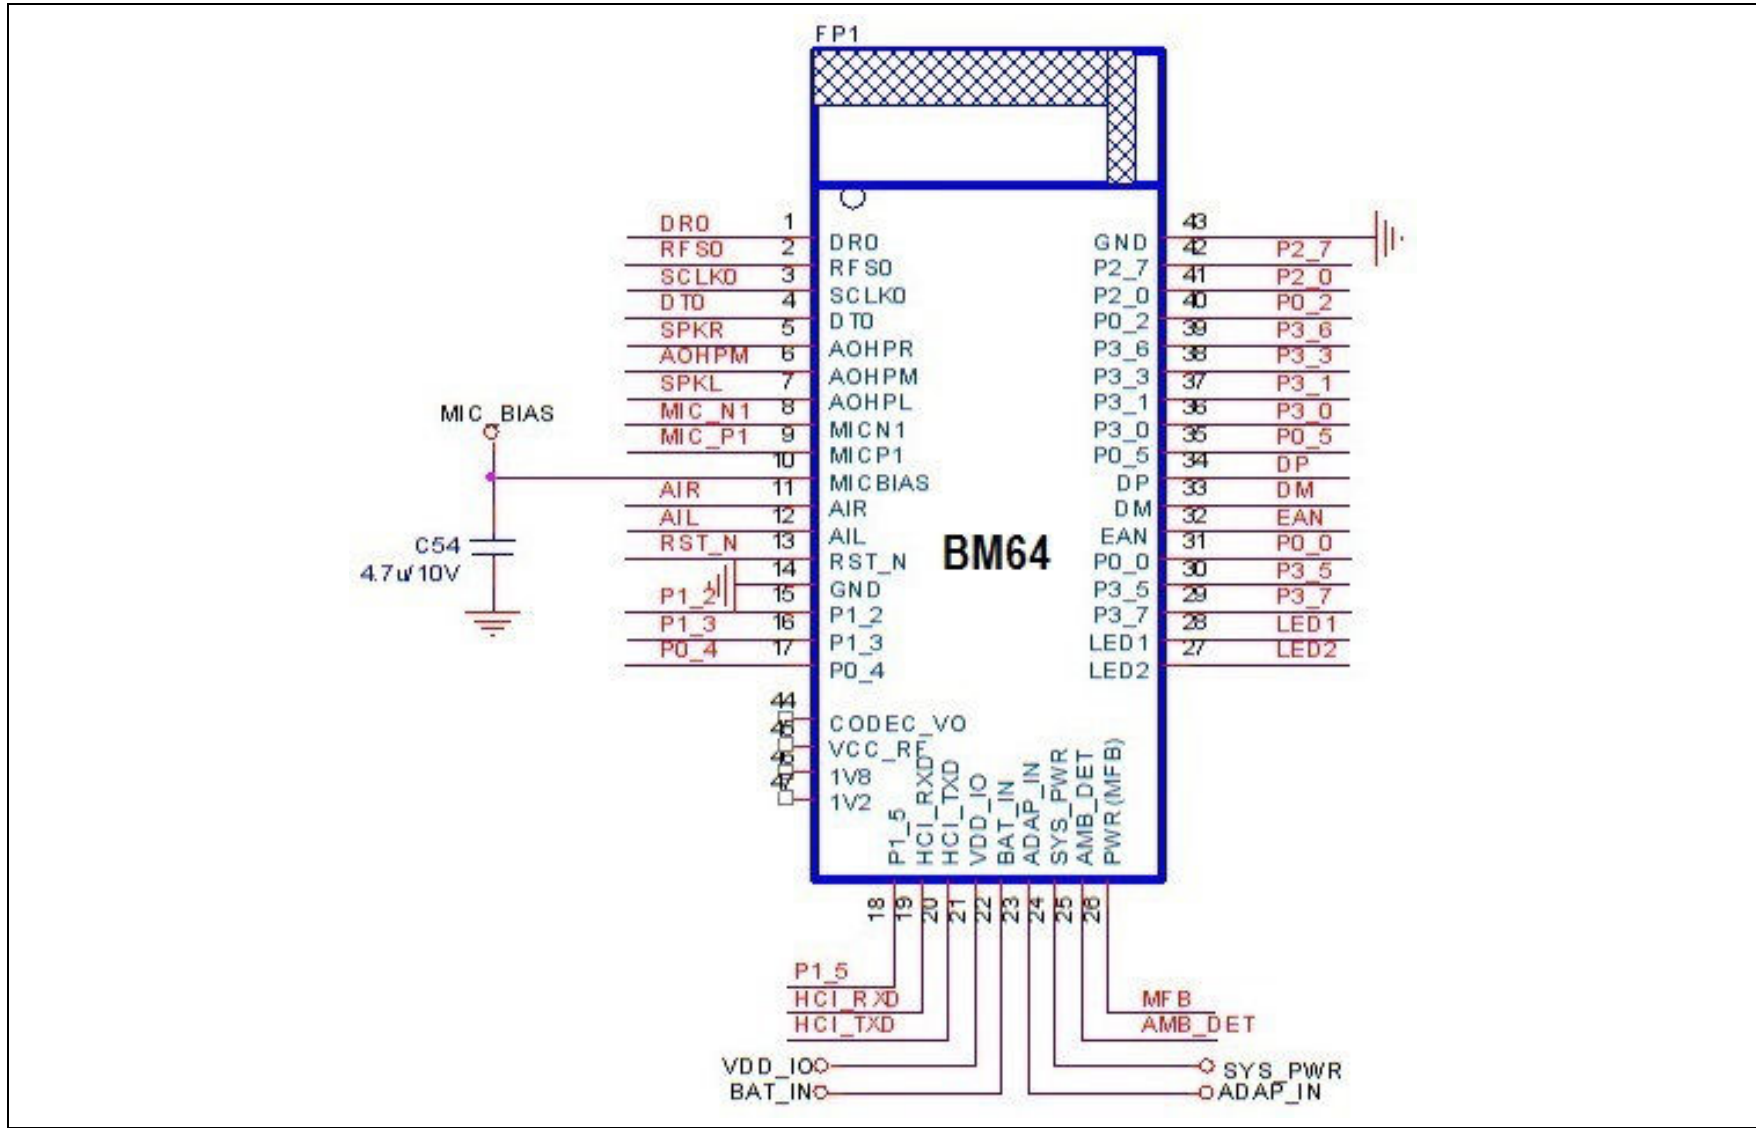 FP1
DR0 1 DR0
RFS0 2 RFS0
SCLK0 3 SCLK0
DT0 4 DT0
SPKR 5 AOHPR
AOHPM 6 AOHPM
SPKL 7 AOHPL
MIC_N1 8 MICN1
MIC_P1 9 MICP1
MIC_BIAS
10 MICBIAS
AIR 11 AIR
AIL 12 AIL
RST_N 13 RST_N
14 GND
P1_2 15 P1_2
P1_3 16 P1_3
P0_4 17 P0_4
C54
4.7u/10V
44 CODEC_VO
45 VCC_RF
46 1V8
47 1V2
BM64
GND 43
P2_7 42 P2_7
P2_0 41 P2_0
P0_2 40 P0_2
P3_6 39 P3_6
P3_3 38 P3_3
P3_1 37 P3_1
P3_0 36 P3_0
P0_5 35 P0_5
DP 34 DP
DM 33 DM
EAN 32 EAN
P0_0 31 P0_0
P3_5 30 P3_5
P3_7 29 P3_7
LED1 28 LED1
LED2 27 LED2
P1_5 18 P1_5
HCI_RXD 19 HCI_RXD
HCI_TXD 20 HCI_TXD
VDD_IO 21 VDD_IO
BAT_IN 22 BAT_IN
ADAP_IN 23 ADAP_IN
SYS_PWR 24 SYS_PWR
AMB_DET 25 AMB_DET
PWR(MFB) 26 MFB